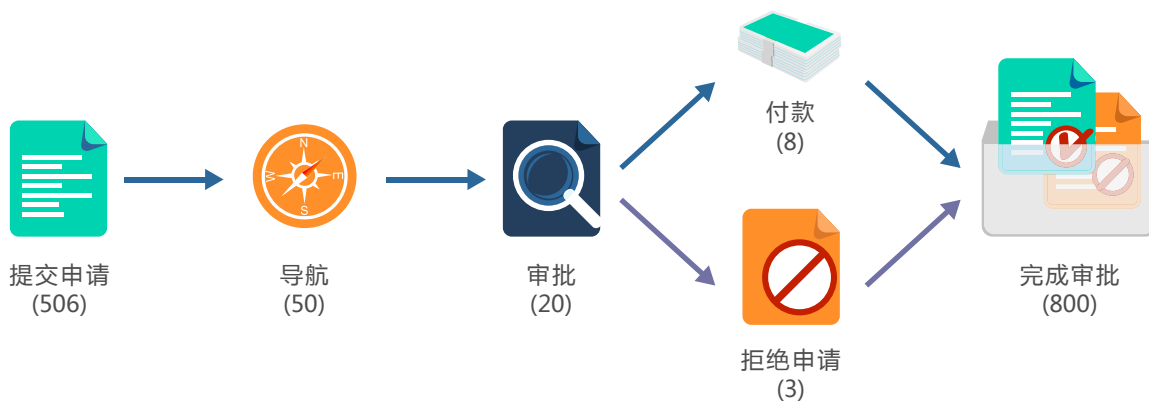 提交申请
(506)
导航
(50)
审批
(20)
付款
(8)
拒绝申请
(3)
完成审批
(800)
N
E
S
W